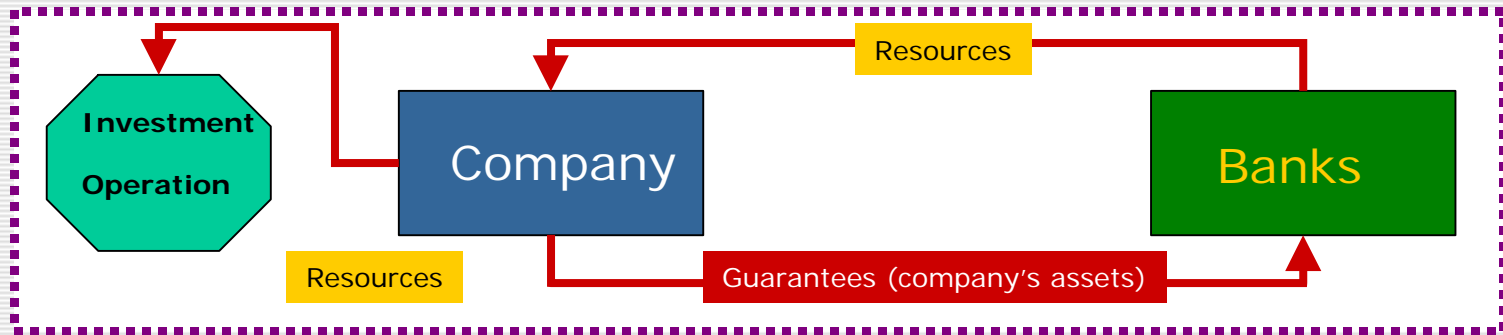 Resources
Investment
Operation
Company
Banks
Resources
Guarantees (company's assets)